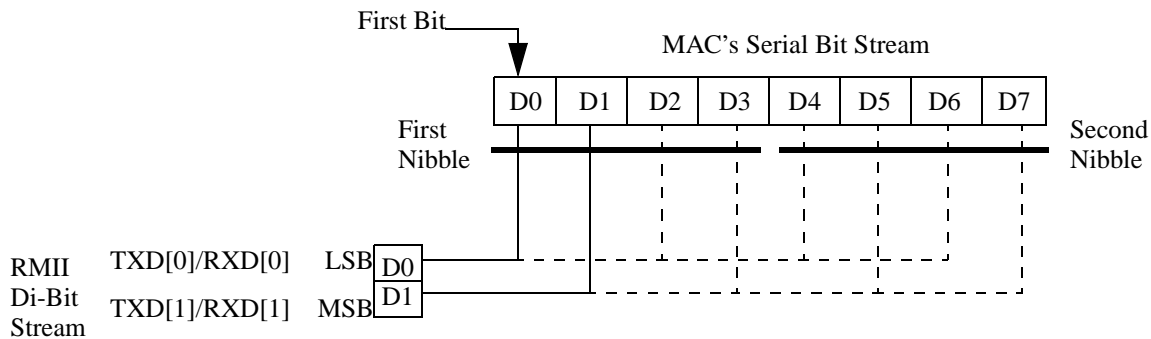 First Bit
MAC's Serial Bit Stream
D0 D1 D2 D3 D4 D5 D6 D7
First
Nibble
Second
Nibble
RMII
Di-Bit
Stream
TXD[0]/RXD[0] LSB D0
TXD[1]/RXD[1] MSB D1